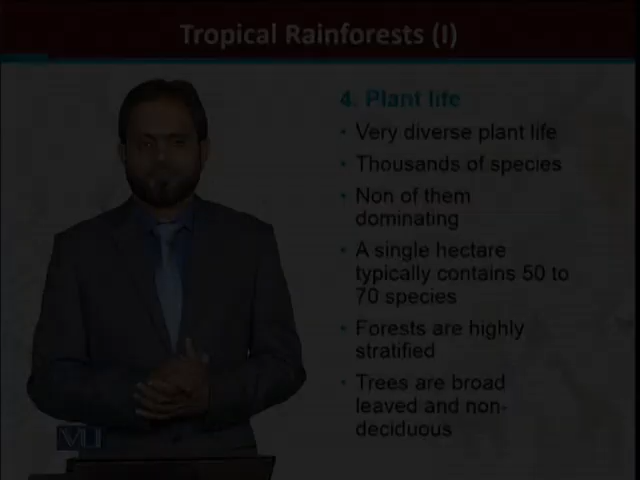 Tropical Rainforests (I)
4. Plant life
• Very diverse plant life
• Thousands of species
• Non of them
dominating
• A single hectare
typically contains 50 to
70 species
• Forests are highly
stratified
• Trees are broad
leaved and non-
deciduous
VU